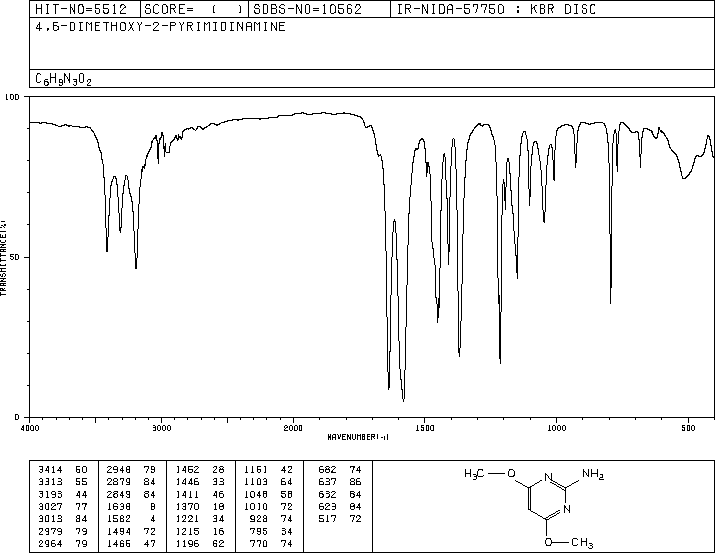 HIT-NO=5512 SCORE= ( ) SDBS-NO=10562 IR-NIDA-57750 : KBR DISC
4,6-DIMETHOXY-2-PYRIMIDINAMINE
C6H9N3O2
100
50
0
TRANSMITTANCE(%)
4000 3000 2000 1500 1000 500
WAVENUMBER(-1)
3414 50 2948 79 1452 28 1151 42 682 74
3313 55 2879 84 1446 33 1103 64 637 86
3193 44 2849 84 1411 46 1048 58 632 84
3027 77 1638 8 1370 18 1010 72 623 84
3013 84 1582 4 1221 34 928 74 517 72
2979 79 1494 72 1215 16 795 34
2964 79 1466 47 1196 62 770 74
H3C O N NH2
N
O CH3